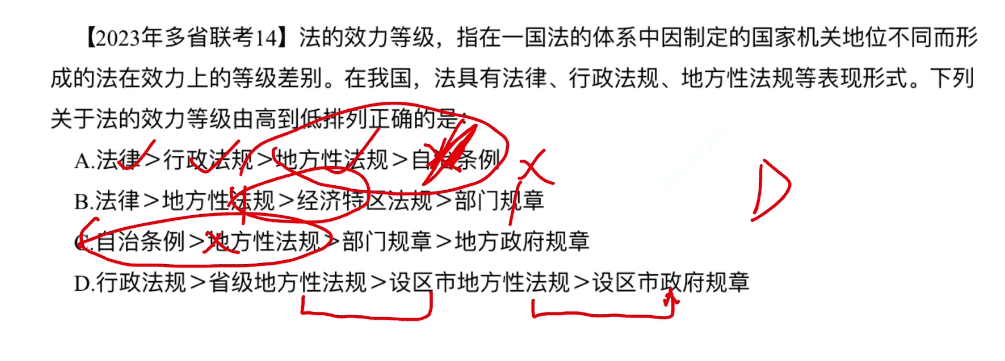 【2023年多省联考14】法的效力等级，指在一国法的体系中因制定的国家机关地位不同而形
成的法在效力上的等级差别。在我国，法具有法律、行政法规、地方性法规等表现形式。下列
关于法的效力等级由高到低排列正确的是：
A.法律＞行政法规＞地方性法规＞自治条例
B.法律＞地方性法规＞经济特区法规＞部门规章
C.自治条例＞地方性法规＞部门规章＞地方政府规章
D
D.行政法规＞省级地方性法规＞设区市地方性法规＞设区市政府规章